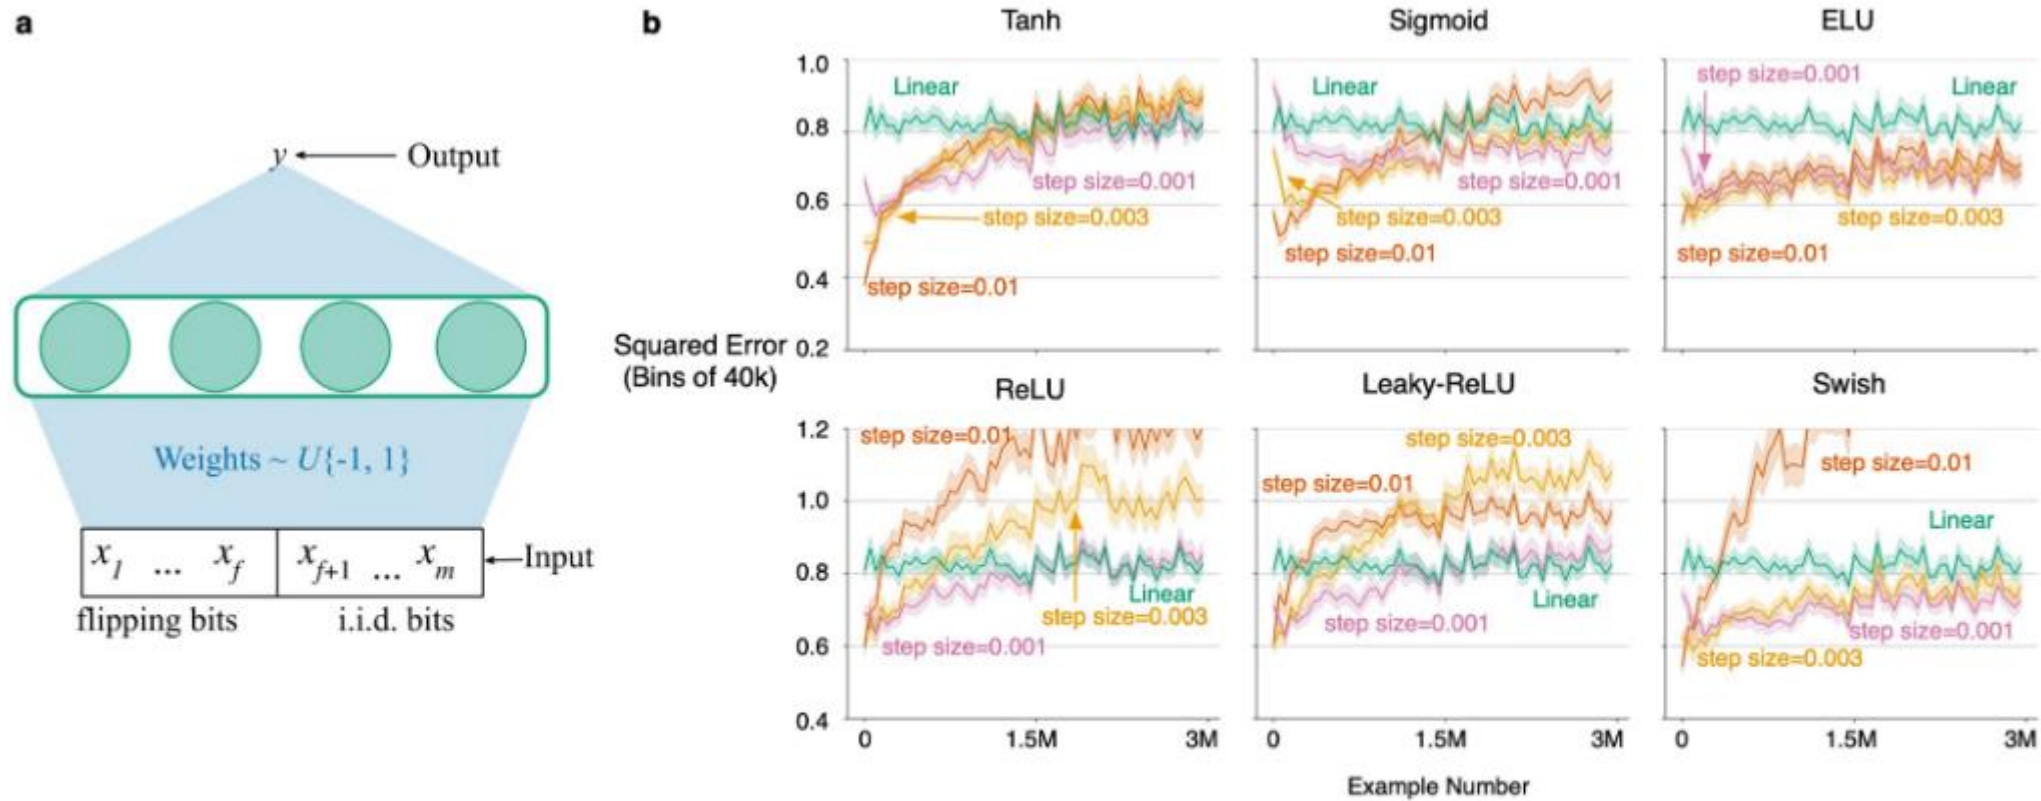 a
y
Output
Weights ~ U{-1, 1}
x1 ... xf xf+1 ... xm
Input
flipping bits
i.i.d. bits
b
Squared Error
(Bins of 40k)
Tanh
1.0
0.8
0.6
0.4
0.2
Linear
step size=0.001
step size=0.003
step size=0.01
Sigmoid
Linear
step size=0.001
step size=0.003
step size=0.01
ELU
step size=0.001
Linear
step size=0.003
step size=0.01
ReLU
1.2
1.0
0.8
0.6
0.4
step size=0.01
Linear
step size=0.003
step size=0.001
0 1.5M 3M
Leaky-ReLU
step size=0.003
step size=0.01
Linear
step size=0.001
0 1.5M 3M
Swish
step size=0.01
Linear
step size=0.001
step size=0.003
0 1.5M 3M
Example Number